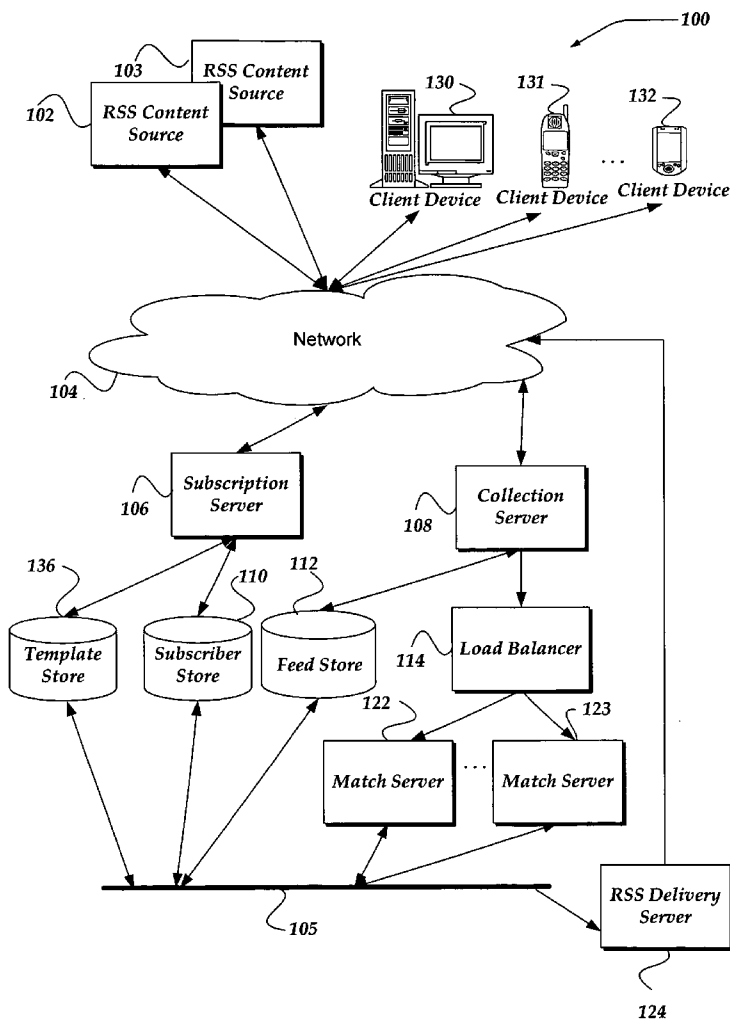 100
103
RSS Content
Source
102
RSS Content
Source
130
131
132
Client Device
Client Device
. . .
Client Device
Network
104
Subscription
Server
106
Collection
Server
108
136
110
112
Template
Store
Subscriber
Store
Feed Store
Load Balancer
114
122
123
Match Server
. . .
Match Server
105
RSS Delivery
Server
124